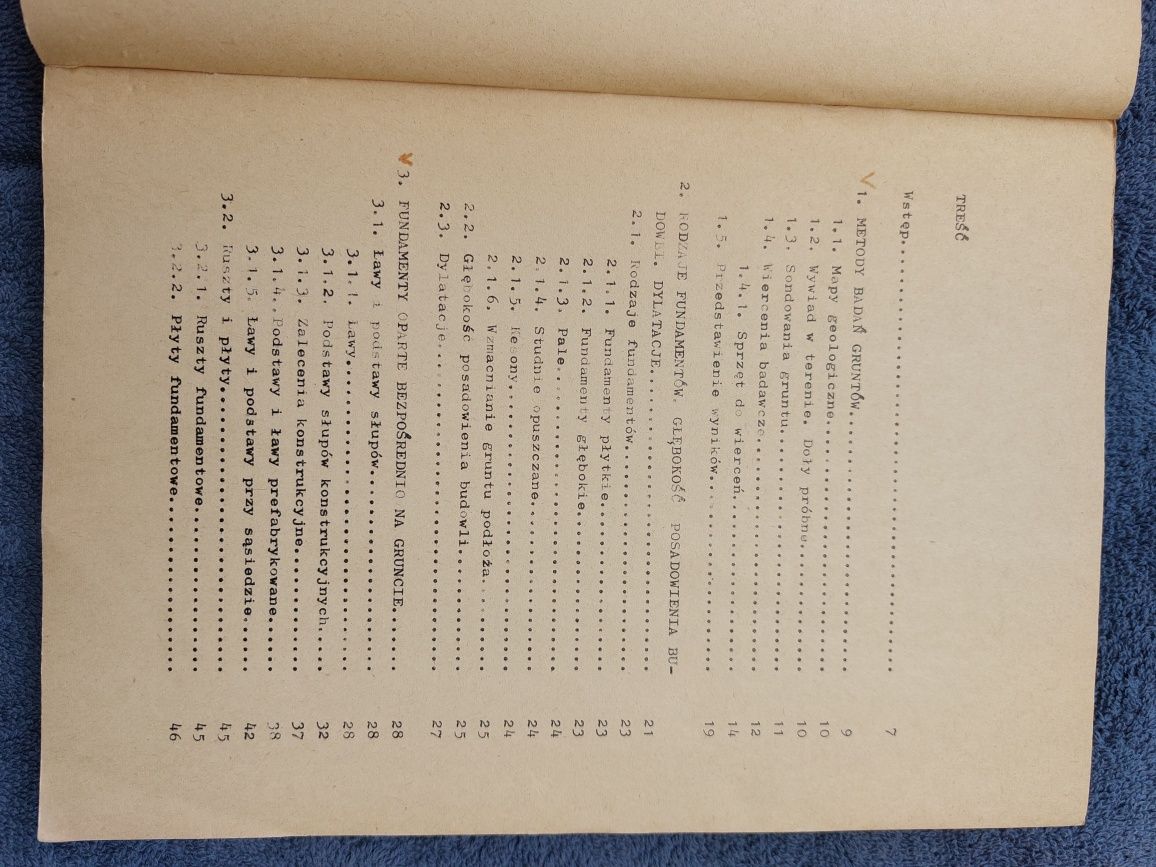 TREŚĆ
Wstęp........................................ 7
1. METODY BADAŃ GRUNTÓW...................... 9
1.1. Mapy geologiczne........................ 10
1.2. Wywiad w terenie. Doły próbne........... 10
1.3. Sondowania gruntu....................... 11
1.4. Wiercenia badawcze...................... 12
1.4.1. Sprzęt do wierceń..................... 14
1.5. Przedstawienie wyników.................. 19
2. RODZAJE FUNDAMENTÓW. GŁĘBOKOŚĆ POSADOWIENIA BU-
DOWLI. DYLATACJE............................. 21
2.1. Rodzaje fundamentów..................... 23
2.1.1. Fundamenty płytkie.................... 23
2.1.2. Fundamenty głębokie................... 23
2.1.3. Pale.................................. 24
2.1.4. Studnie opuszczane.................... 24
2.1.5. Kesony................................ 24
2.1.6. Wzmacnianie gruntu podłoża............ 25
2.2. Głębokość posadowienia budowli.......... 25
2.3. Dylatacje............................... 27
3. FUNDAMENTY OPARTE BEZPOŚREDNIO NA GRUNCIE....... 28
3.1. Ławy i podstawy słupów.................. 28
3.1.1. Ławy.................................. 28
3.1.2. Podstawy słupów konstrukcyjnych....... 32
3.1.3. Zalecenia konstrukcyjne............... 37
3.1.4. Podstawy i ławy prefabrykowane........ 38
3.1.5. Ławy i podstawy przy sąsiedzie........ 42
3.2. Ruszty i płyty.......................... 45
3.2.1. Ruszty fundamentowe................... 45
3.2.2. Płyty fundamentowe.................... 46